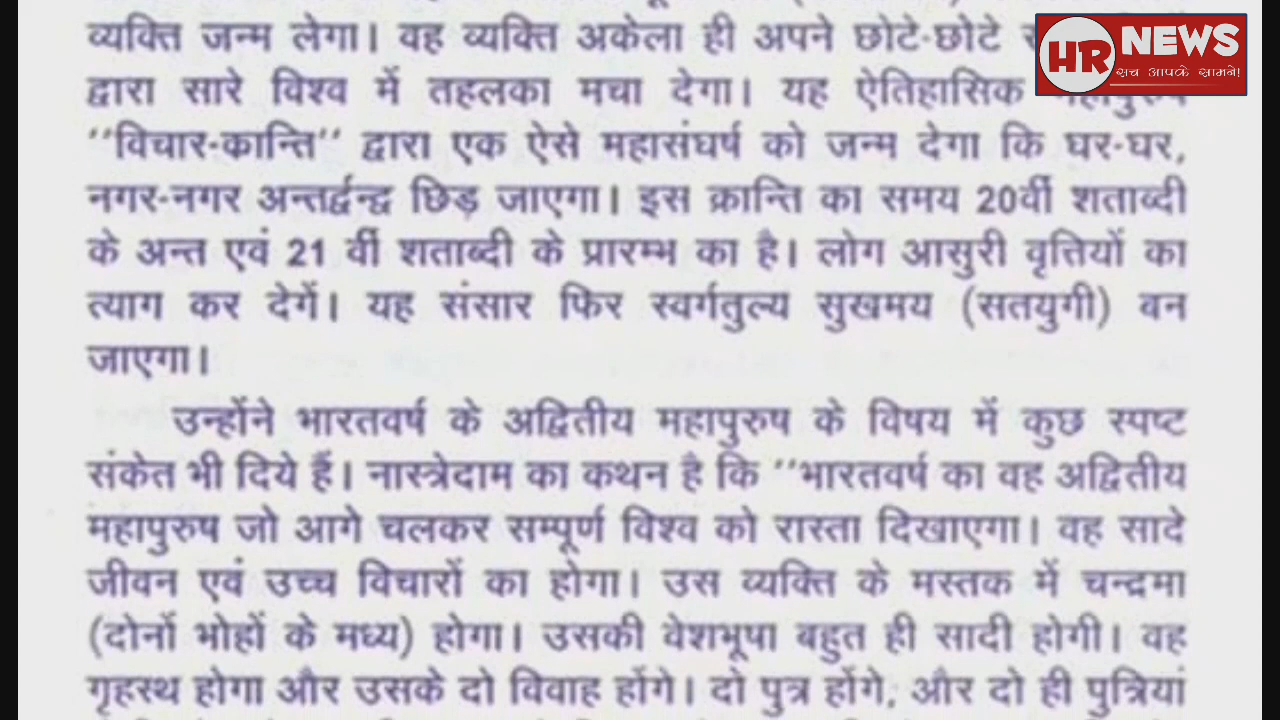 व्यक्ति जन्म लेगा। वह व्यक्ति अकेला ही अपने छोटे-छोटे
HR NEWS
सच आपके सामने!
द्वारा सारे विश्व में तहलका मचा देगा। यह ऐतिहासिक महापुरुष
‘‘विचार-कान्ति‘‘ द्वारा एक ऐसे महासंघर्ष को जन्म देगा कि घर-घर,
नगर-नगर अन्तर्द्वन्द्व छिड़ जाएगा। इस क्रान्ति का समय 20वीं शताब्दी
के अन्त एवं 21 वीं शताब्दी के प्रारम्भ का है। लोग आसुरी वृत्तियों का
त्याग कर देगें। यह संसार फिर स्वर्गतुल्य सुखमय (सतयुगी) बन
जाएगा।
उन्होंने भारतवर्ष के अद्वितीय महापुरुष के विषय में कुछ स्पष्ट
संकेत भी दिये हैं। नास्त्रेदाम का कथन है कि ‘‘भारतवर्ष का वह अद्वितीय
महापुरुष जो आगे चलकर सम्पूर्ण विश्व को रास्ता दिखाएगा। वह सादे
जीवन एवं उच्च विचारों का होगा। उस व्यक्ति के मस्तक में चन्द्रमा
(दोनों भोहों के मध्य) होगा। उसकी वेशभूषा बहुत ही सादी होगी। वह
गृहस्थ होगा और उसके दो विवाह होंगे। दो पुत्र होंगे, और दो ही पुत्रियां